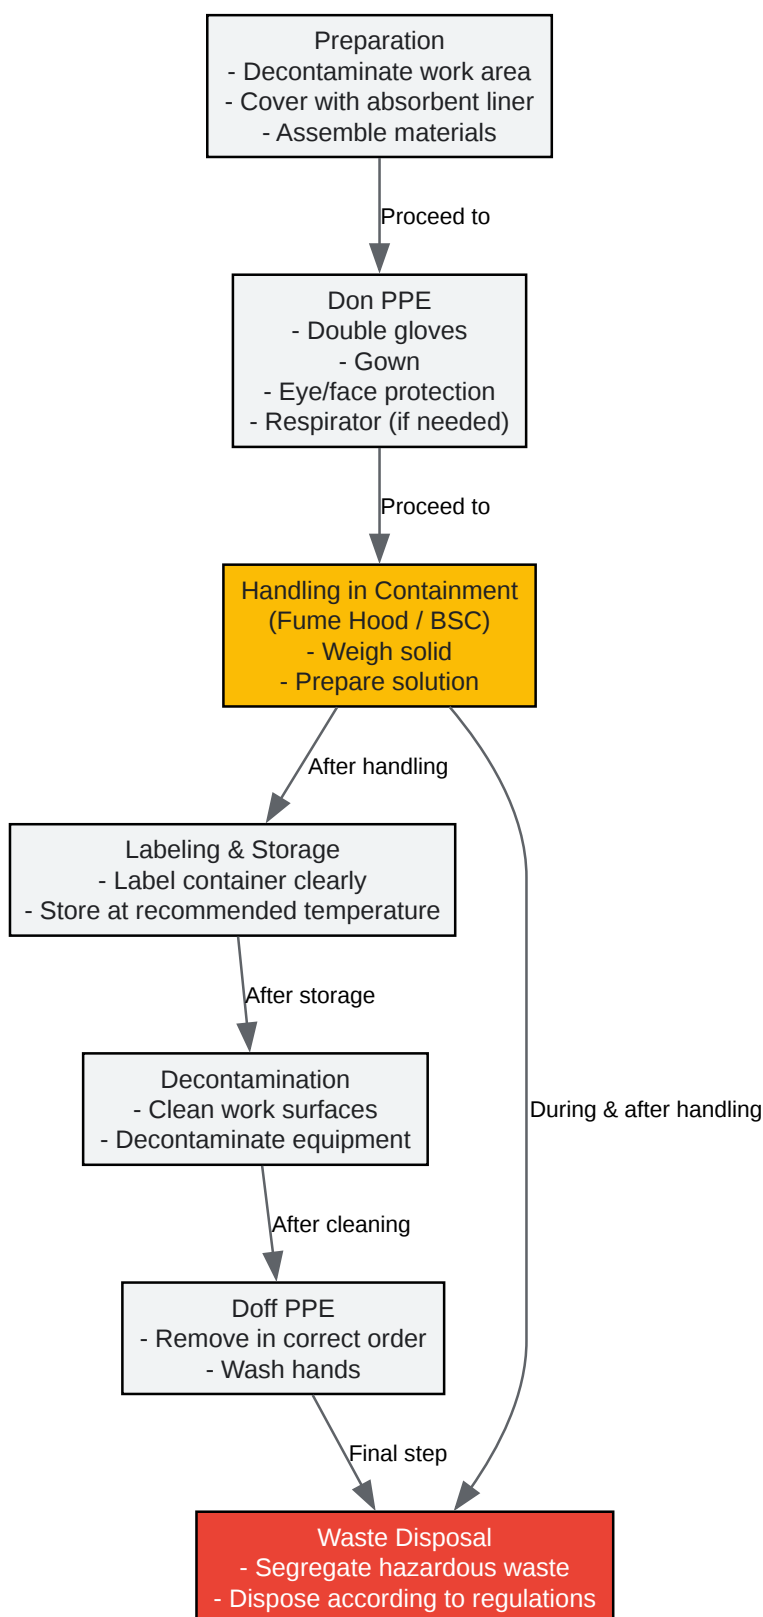 Preparation
- Decontaminate work area
- Cover with absorbent liner
- Assemble materials
Proceed to
Don PPE
- Double gloves
- Gown
- Eye/face protection
- Respirator (if needed)
Proceed to
Handling in Containment
(Fume Hood / BSC)
- Weigh solid
- Prepare solution
After handling
Labeling & Storage
- Label container clearly
- Store at recommended temperature
After storage
Decontamination
- Clean work surfaces
- Decontaminate equipment
During & after handling
After cleaning
Doff PPE
- Remove in correct order
- Wash hands
Final step
Waste Disposal
- Segregate hazardous waste
- Dispose according to regulations